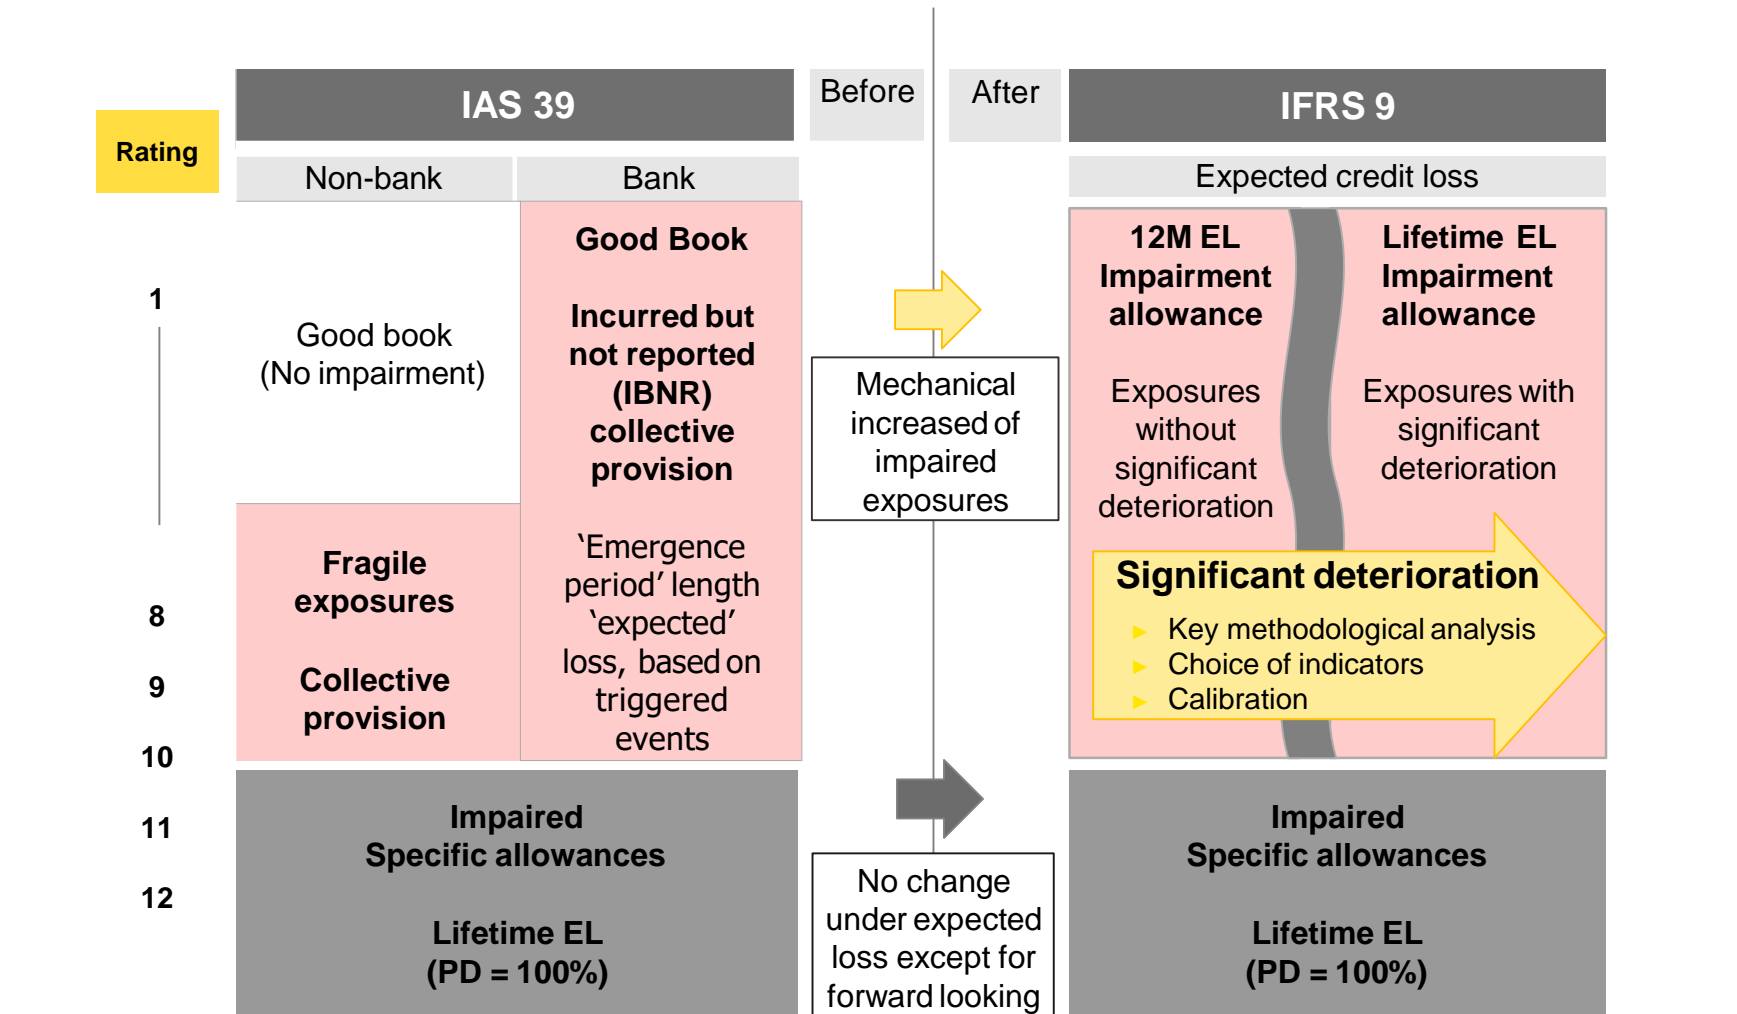 IAS 39
Before
After
IFRS 9
Rating
Non-bank
Bank
Expected credit loss
1
8
9
10
11
12
Good book
(No impairment)
Fragile
exposures
Collective
provision
Good Book
Incurred but
not reported
(IBNR)
collective
provision
‘Emergence
period’ length
‘expected’
loss, based on
triggered
events
Impaired
Specific allowances
Lifetime EL
(PD = 100%)
Mechanical
increased of
impaired
exposures
No change
under expected
loss except for
forward looking
12M EL
Impairment
allowance
Exposures
without
significant
deterioration
Lifetime EL
Impairment
allowance
Exposures with
significant
deterioration
Significant deterioration
► Key methodological analysis
► Choice of indicators
► Calibration
Impaired
Specific allowances
Lifetime EL
(PD = 100%)